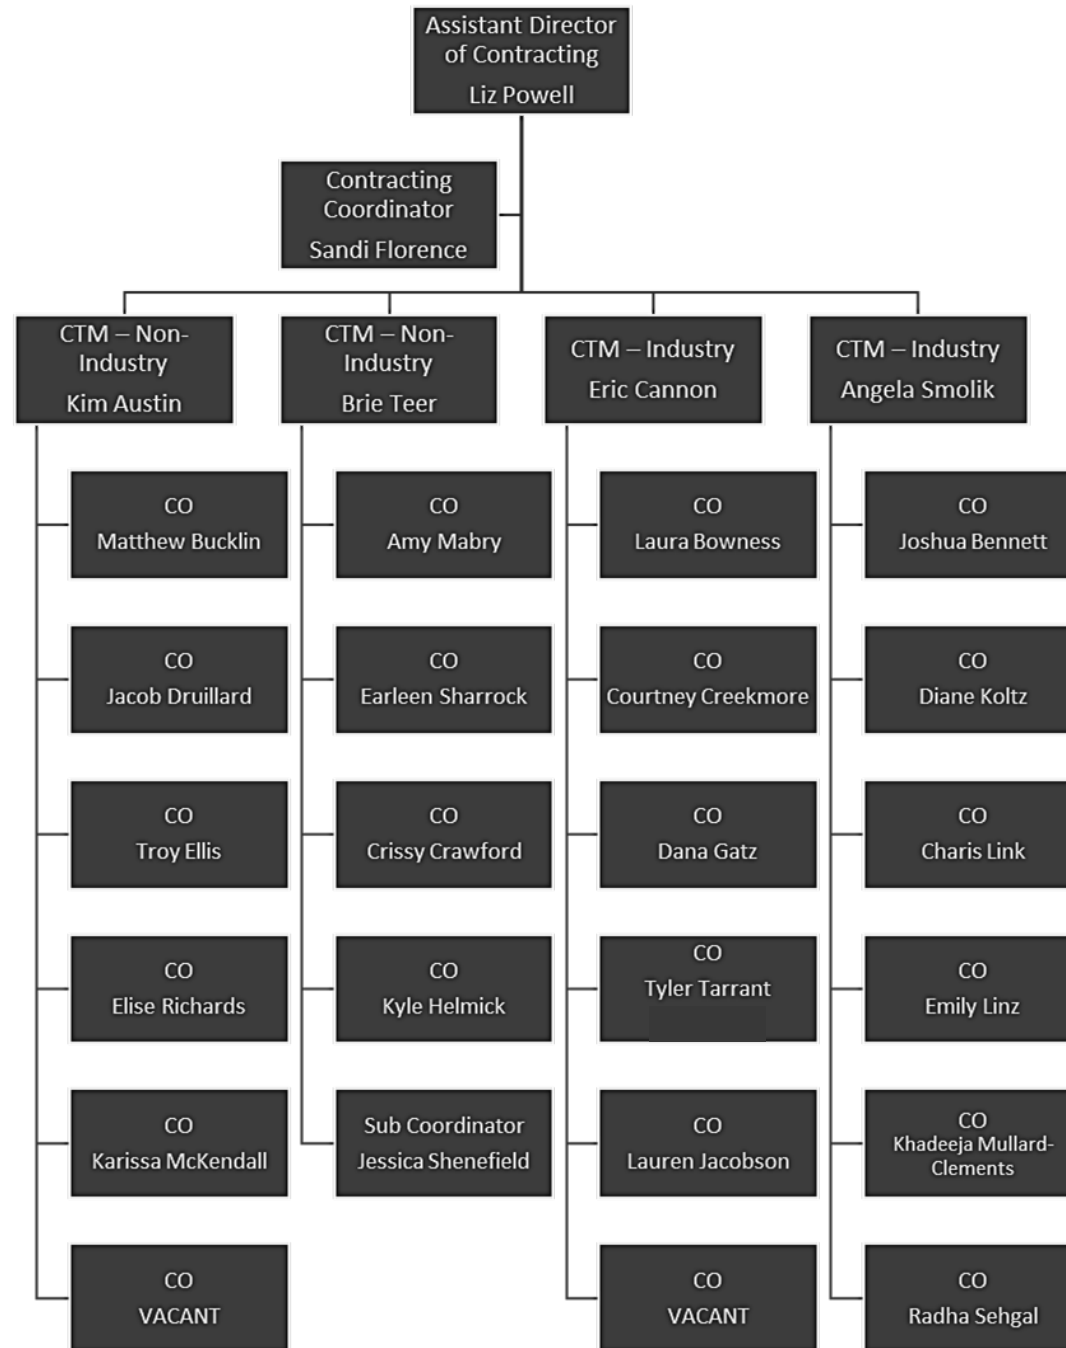 Assistant Director
of Contracting
Liz Powell
Contracting
Coordinator
Sandi Florence
CTM – Non-
Industry
Kim Austin
CTM – Non-
Industry
Brie Teer
CTM – Industry
Eric Cannon
CTM – Industry
Angela Smolik
CO
Matthew Bucklin
CO
Jacob Druillard
CO
Troy Ellis
CO
Elise Richards
CO
Karissa McKendall
CO
VACANT
CO
Amy Mabry
CO
Earleen Sharrock
CO
Crissy Crawford
CO
Kyle Helmick
Sub Coordinator
Jessica Shenefield
CO
Laura Bowness
CO
Courtney Creekmore
CO
Dana Gatz
CO
Tyler Tarrant
CO
Lauren Jacobson
CO
VACANT
CO
Joshua Bennett
CO
Diane Koltz
CO
Charis Link
CO
Emily Linz
CO
Khadeeja Mullard-
Clements
CO
Radha Sehgal